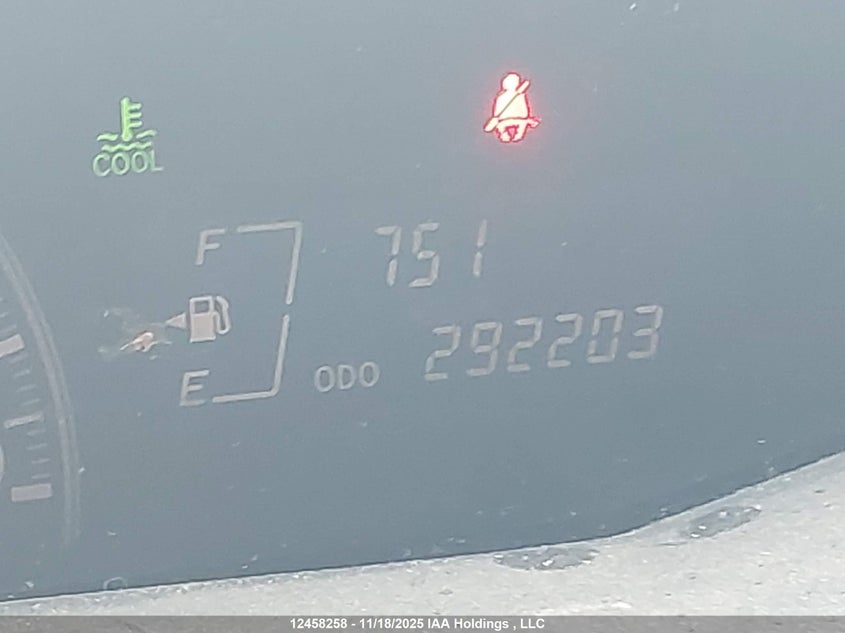 COOL
F
751
E
ODO 292203
12458258 - 11/18/2025 IAA Holdings , LLC